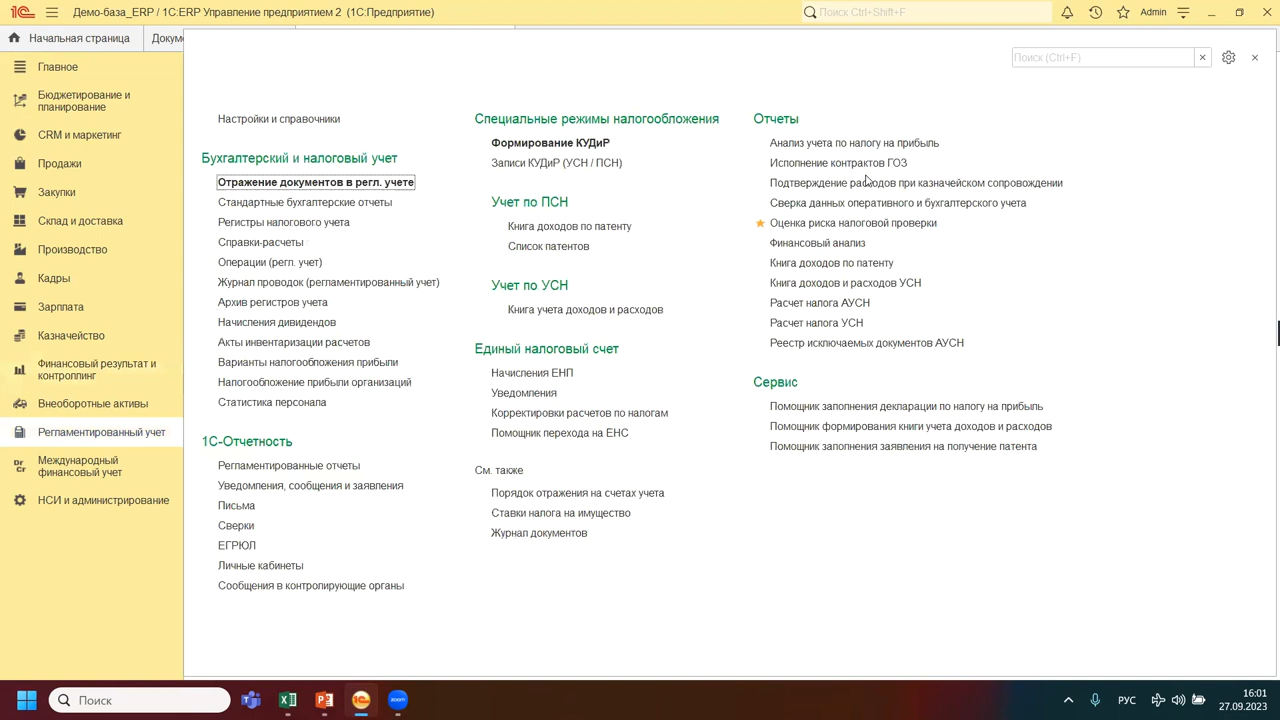 Демо-база_ERP / 1С:ERP Управление предприятием 2 (1С:Предприятие)
Поиск Ctrl+Shift+F
Admin
Начальная страница
Докум
Главное
Бюджетирование и
планирование
CRM и маркетинг
Продажи
Закупки
Склад и доставка
Производство
Кадры
Зарплата
Казначейство
Финансовый результат и
контроллинг
Внеоборотные активы
Регламентированный учет
Международный
финансовый учет
НСИ и администрирование
Поиск (Ctrl+F)
Настройки и справочники
Бухгалтерский и налоговый учет
Отражение документов в регл. учете
Стандартные бухгалтерские отчеты
Регистры налогового учета
Справки-расчеты
Операции (регл. учет)
Журнал проводок (регламентированный учет)
Архив регистров учета
Начисления дивидендов
Акты инвентаризации расчетов
Варианты налогообложения прибыли
Налогообложение прибыли организаций
Статистика персонала
1С-Отчетность
Регламентированные отчеты
Уведомления, сообщения и заявления
Письма
Сверки
ЕГРЮЛ
Личные кабинеты
Сообщения в контролирующие органы
Специальные режимы налогообложения
Формирование КУДиР
Записи КУДиР (УСН / ПСН)
Учет по ПСН
Книга доходов по патенту
Список патентов
Учет по УСН
Книга учета доходов и расходов
Единый налоговый счет
Начисления ЕНП
Уведомления
Корректировки расчетов по налогам
Помощник перехода на ЕНС
См. также
Порядок отражения на счетах учета
Ставки налога на имущество
Журнал документов
Отчеты
Анализ учета по налогу на прибыль
Исполнение контрактов ГОЗ
Подтверждение расходов при казначейском сопровождении
Сверка данных оперативного и бухгалтерского учета
Оценка риска налоговой проверки
Финансовый анализ
Книга доходов по патенту
Книга доходов и расходов УСН
Расчет налога АУСН
Расчет налога УСН
Реестр исключаемых документов АУСН
Сервис
Помощник заполнения декларации по налогу на прибыль
Помощник формирования книги учета доходов и расходов
Помощник заполнения заявления на получение патента
Поиск
zoom
РУС
16:01
27.09.2023